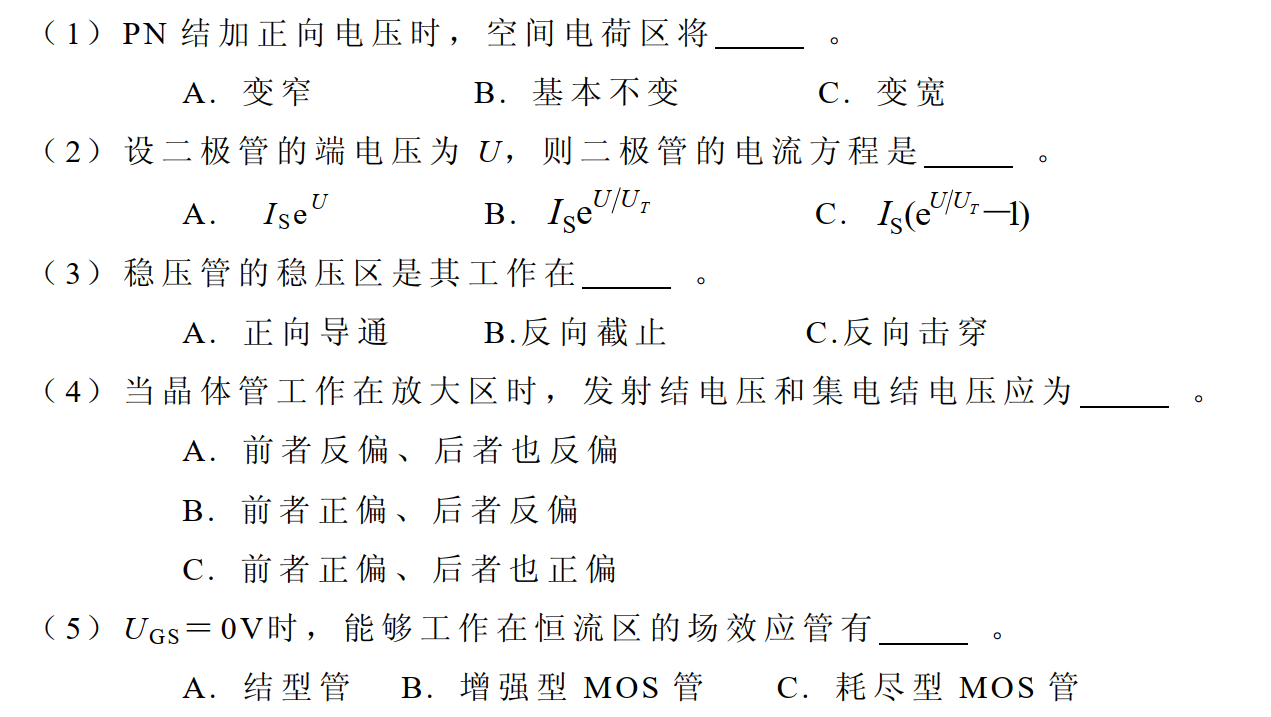 （1）PN 结加正向电压时，空间电荷区将_____ 。
A. 变窄 B. 基本不变 C. 变宽
（2）设二极管的端电压为 U，则二极管的电流方程是_____ 。
A. I_S e^U B. I_S e^{U/U_T} C. I_S(e^{U/U_T}－1)
（3）稳压管的稳压区是其工作在_____ 。
A. 正向导通 B.反向截止 C.反向击穿
（4）当晶体管工作在放大区时，发射结电压和集电结电压应为_____ 。
A. 前者反偏、后者也反偏
B. 前者正偏、后者反偏
C. 前者正偏、后者也正偏
（5）U_GS＝0V时，能够工作在恒流区的场效应管有_____ 。
A. 结型管 B. 增强型 MOS 管 C. 耗尽型 MOS 管